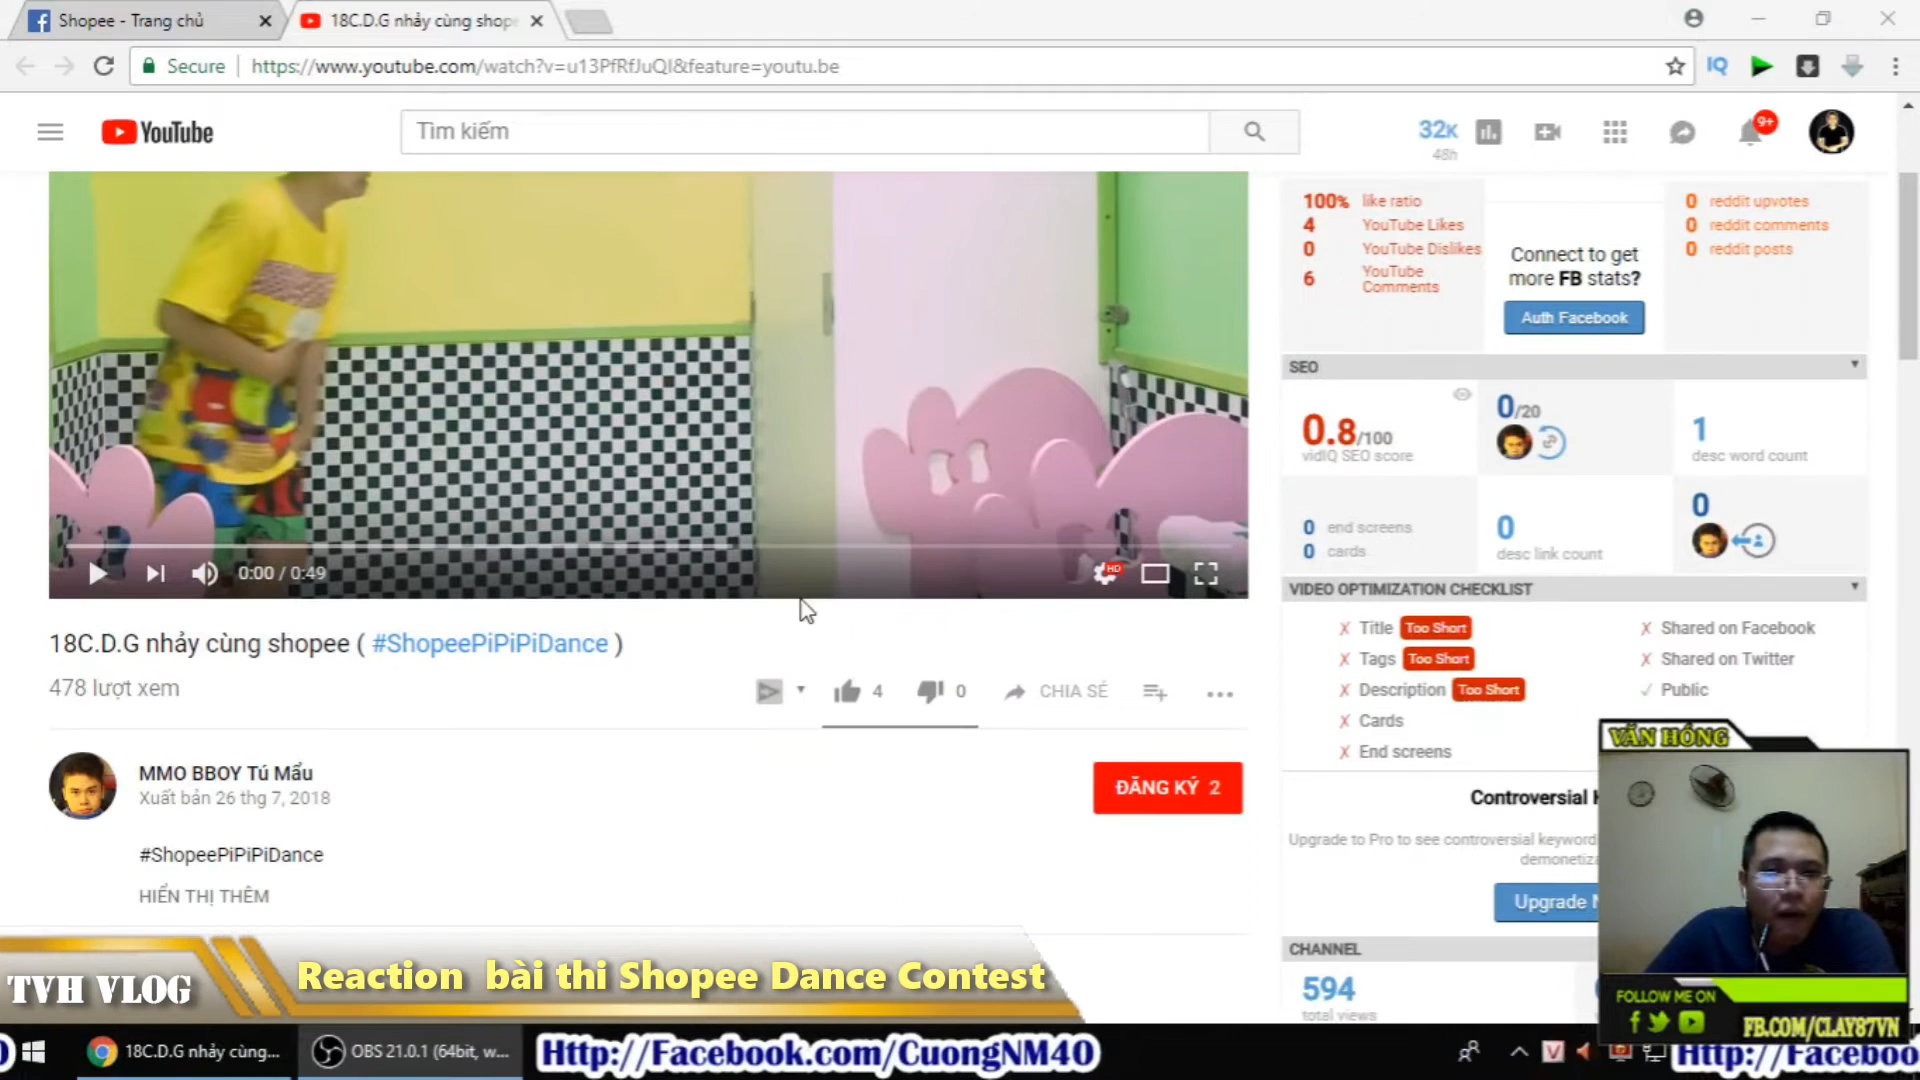 Shopee - Trang chủ
18C.D.G nhảy cùng shope
Secure
https://www.youtube.com/watch?v=u13PfRfJuQI&feature=youtu.be
IQ
YouTube
Tìm kiếm
32K
48h
9+
100% like ratio
4 YouTube Likes
0 YouTube Dislikes
6 YouTube Comments
Connect to get
more FB stats?
Auth Facebook
0 reddit upvotes
0 reddit comments
0 reddit posts
SEO
0.8/100
vidIQ SEO score
0/20
1
desc word count
0 end screens
0 cards
0
desc link count
0
0:00 / 0:49
HD
VIDEO OPTIMIZATION CHECKLIST
X Title Too Short
X Tags Too Short
X Description Too Short
X Cards
X End screens
X Shared on Facebook
X Shared on Twitter
✓ Public
18C.D.G nhảy cùng shopee ( #ShopeePiPiPiDance )
478 lượt xem
4
0
CHIA SẺ
MMO BBOY Tú Mẩu
Xuất bản 26 thg 7, 2018
ĐĂNG KÝ 2
#ShopeePiPiPiDance
HIỂN THỊ THÊM
Controversial
Upgrade to Pro to see controversial keyword
demonetiza
Upgrade
CHANNEL
594
total views
VĂN HÓNG
FOLLOW ME ON
FB.COM/CLAY87VN
TVH VLOG
Reaction bài thi Shopee Dance Contest
18C.D.G nhảy cùng...
OBS 21.0.1 (64bit, w...
Http://Facebook.com/CuongNM40
V
Http://Faceboo